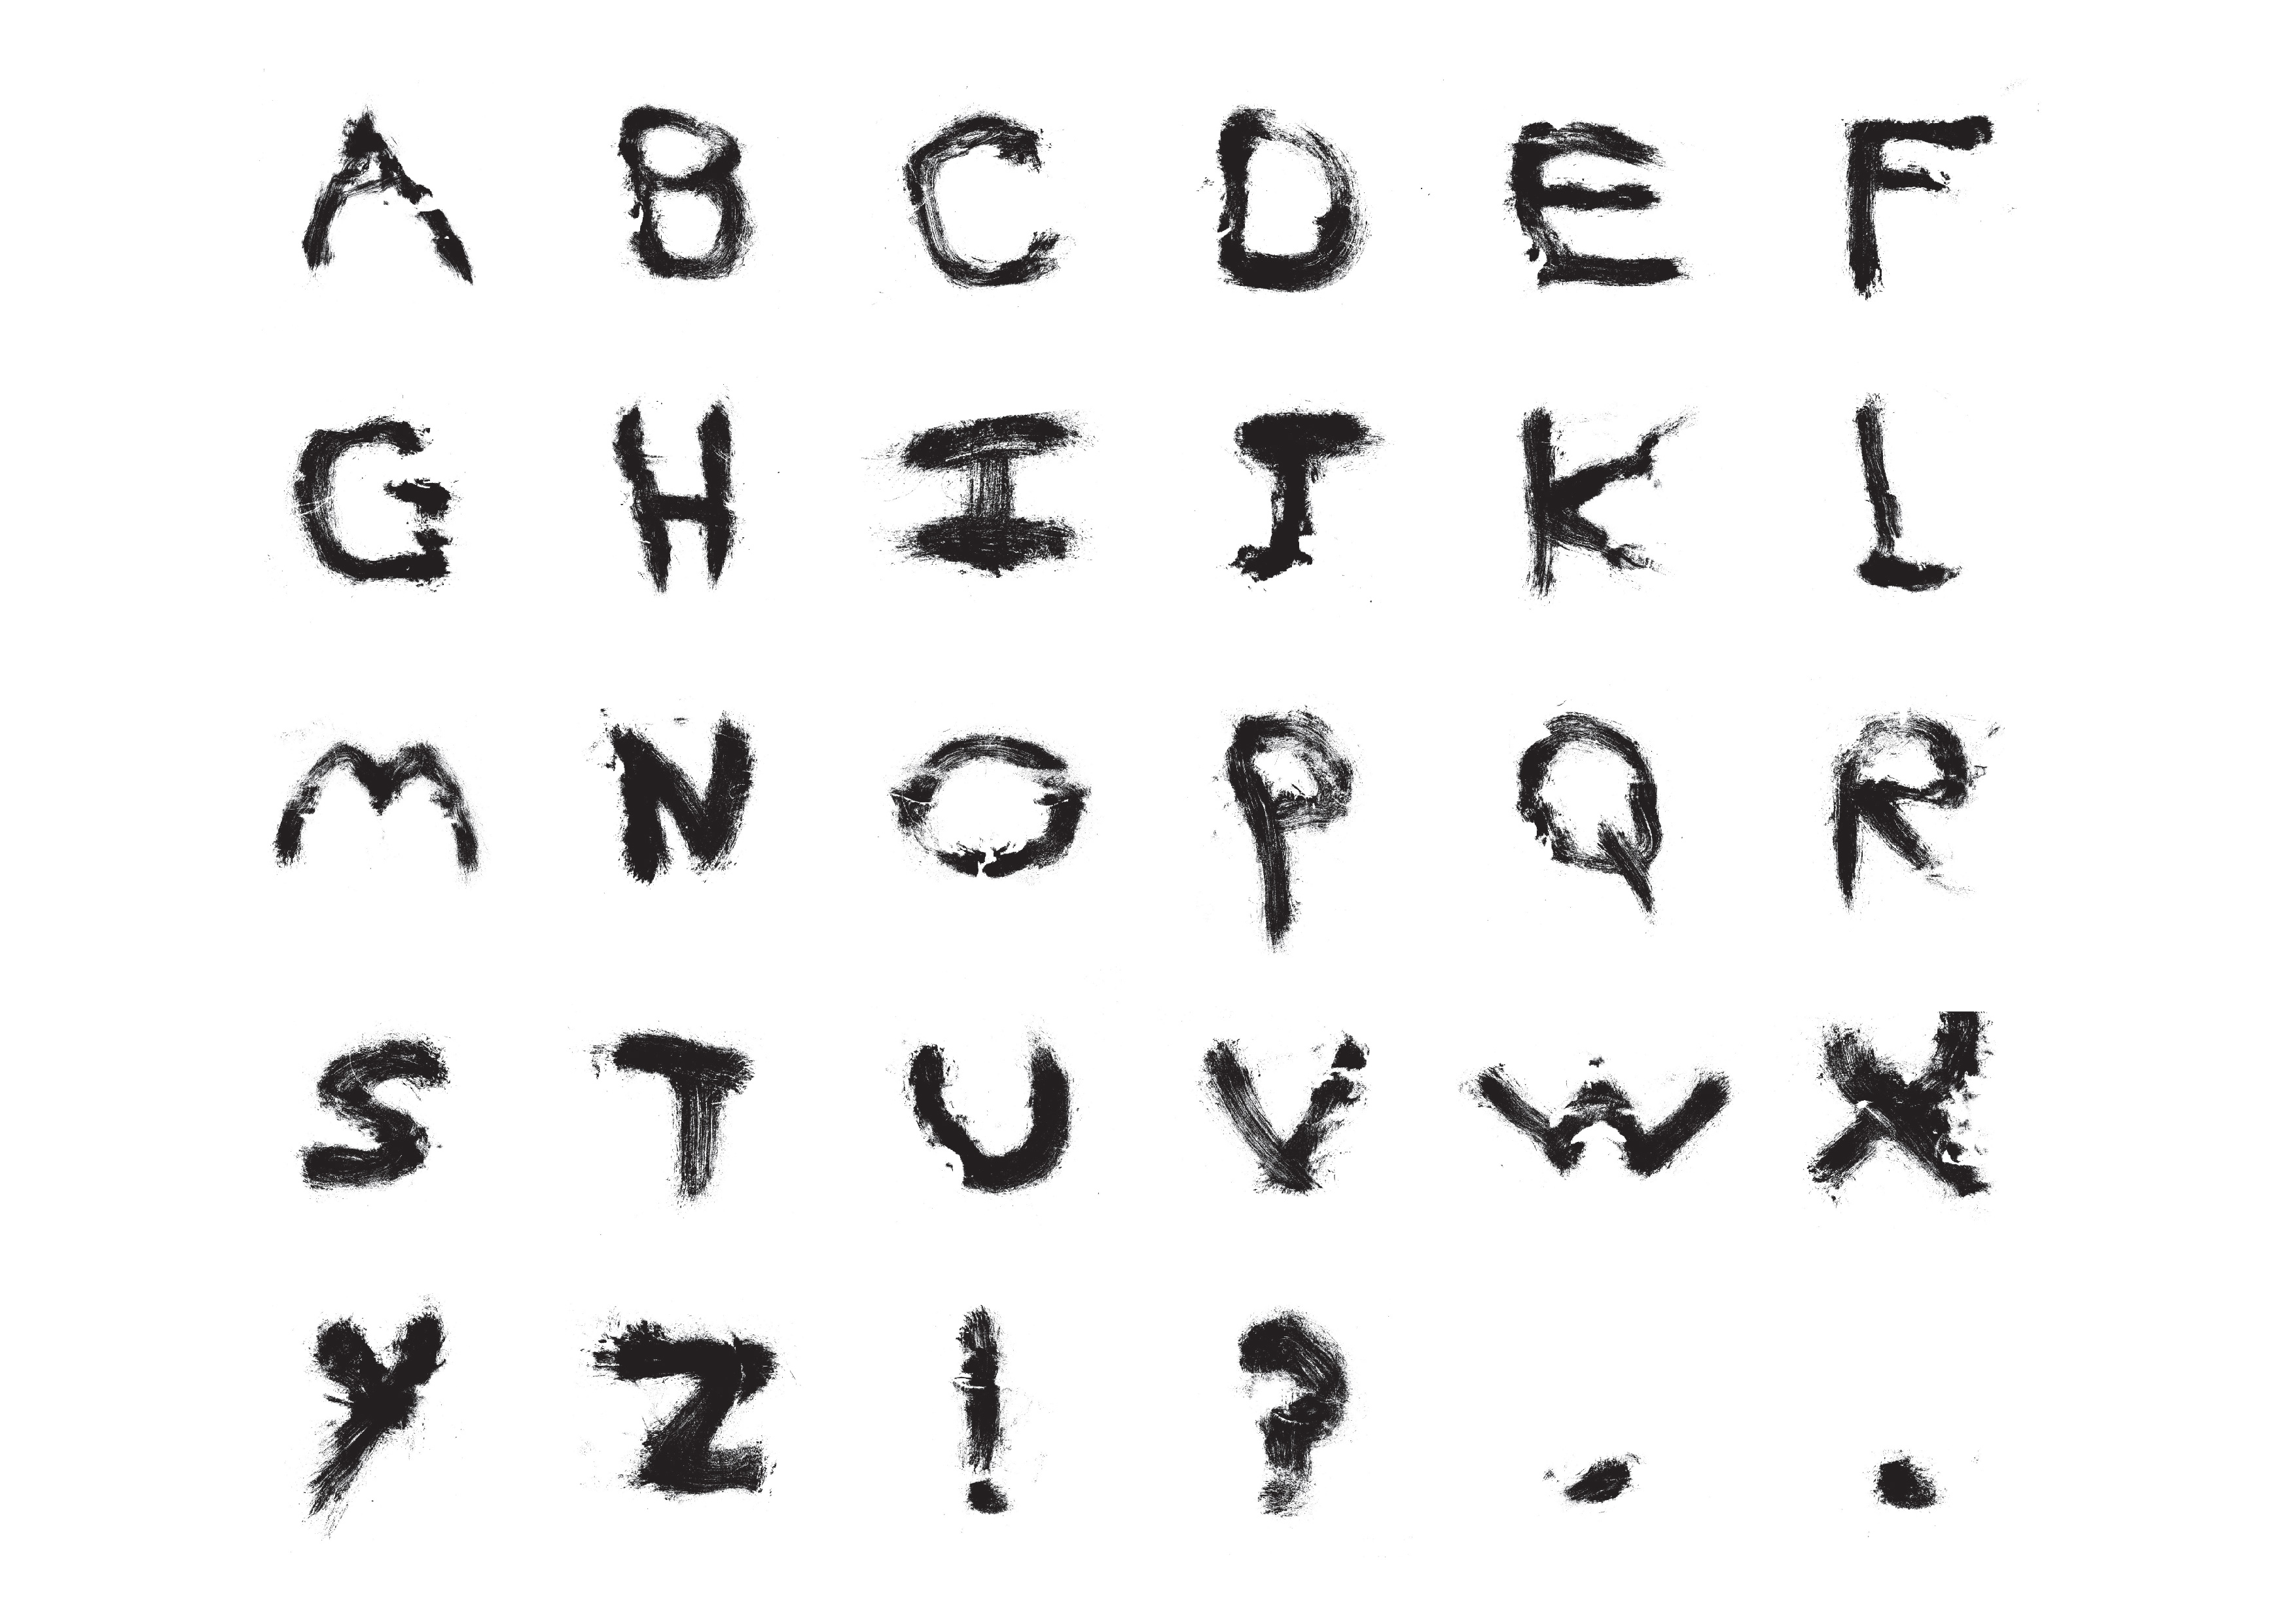 A B C D E F
G H I J K L
M N O P Q R
S T U V W X
Y Z ! ? , .